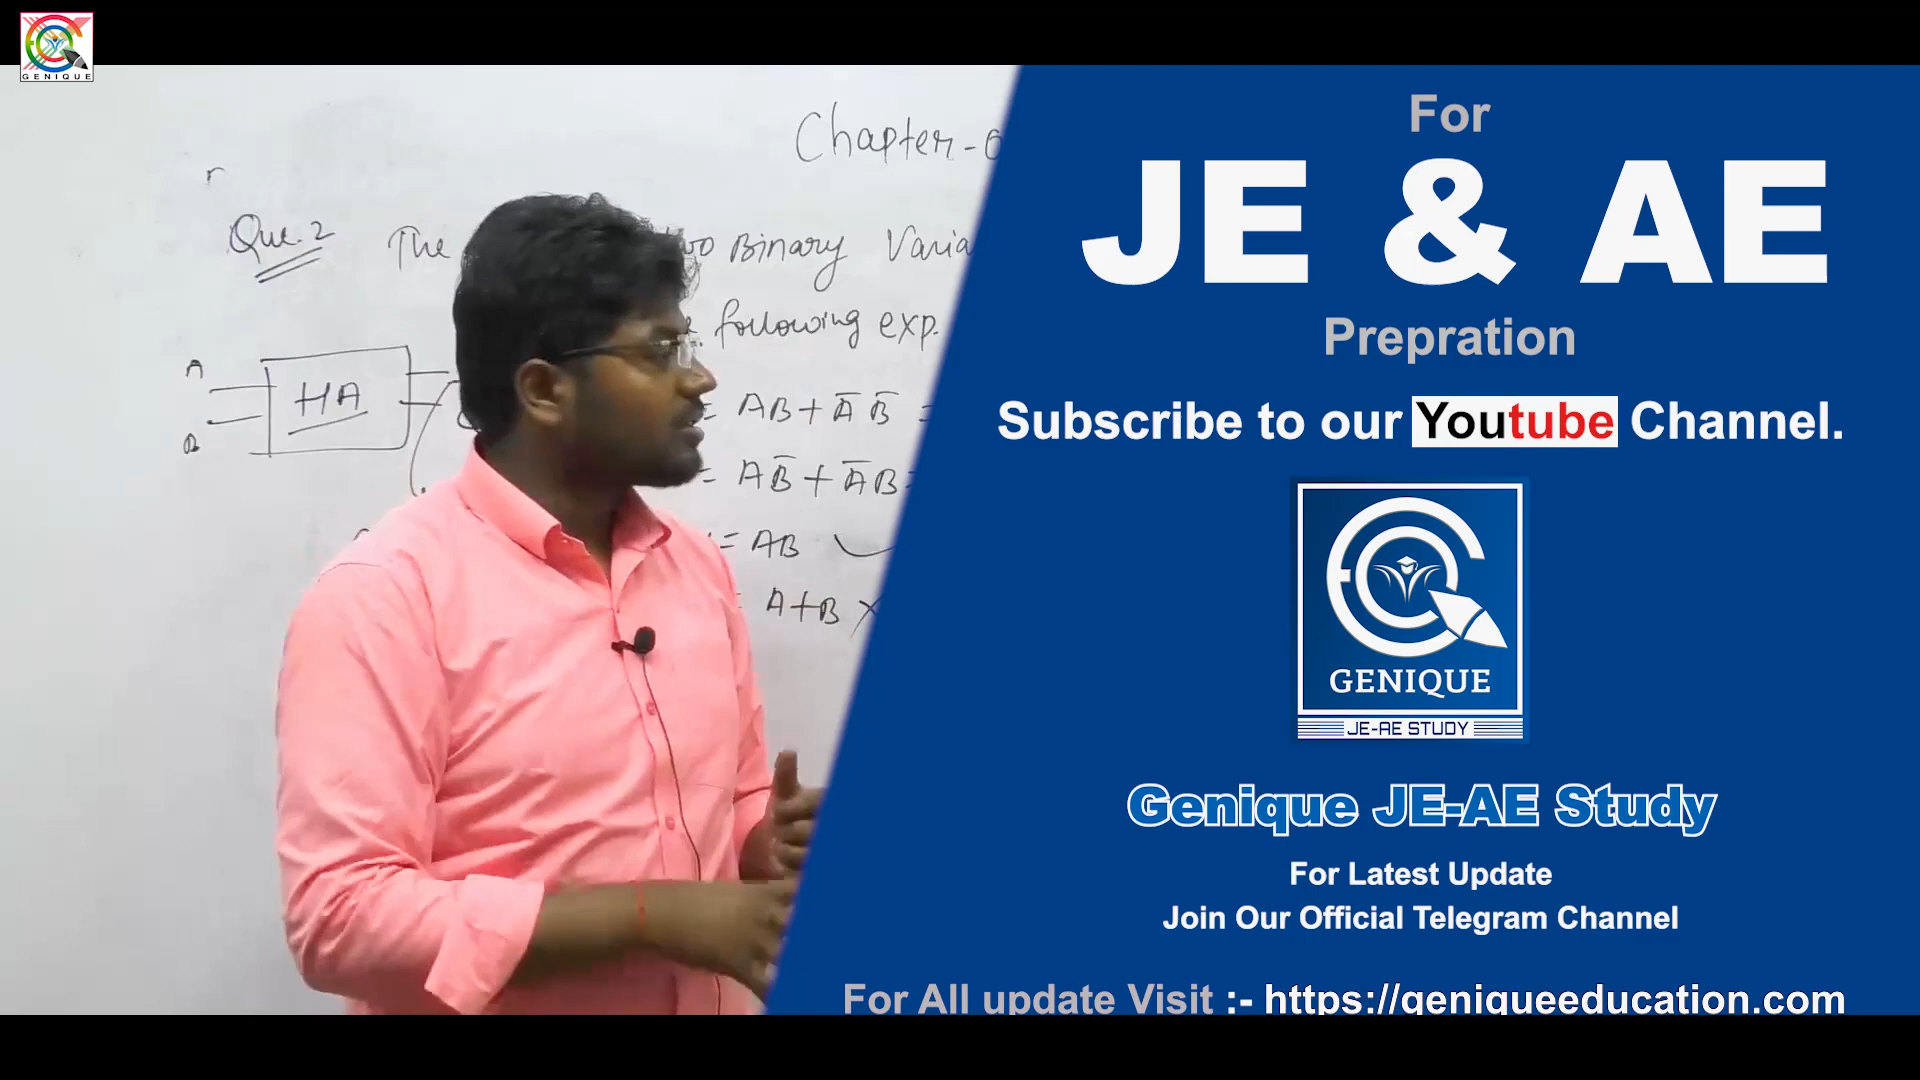 GENIQUE
Chapter-6
Que. 2 The two Binary Varia
following exp.
A
HA
B
= AB + A̅ B̅ =
= AB̅ + A̅B =
= AB ✓
= A+B ×
For
JE & AE
Prepration
Subscribe to our Youtube Channel.
GENIQUE
JE-AE STUDY
Genique JE-AE Study
For Latest Update
Join Our Official Telegram Channel
For All update Visit :- https://geniqueeducation.com